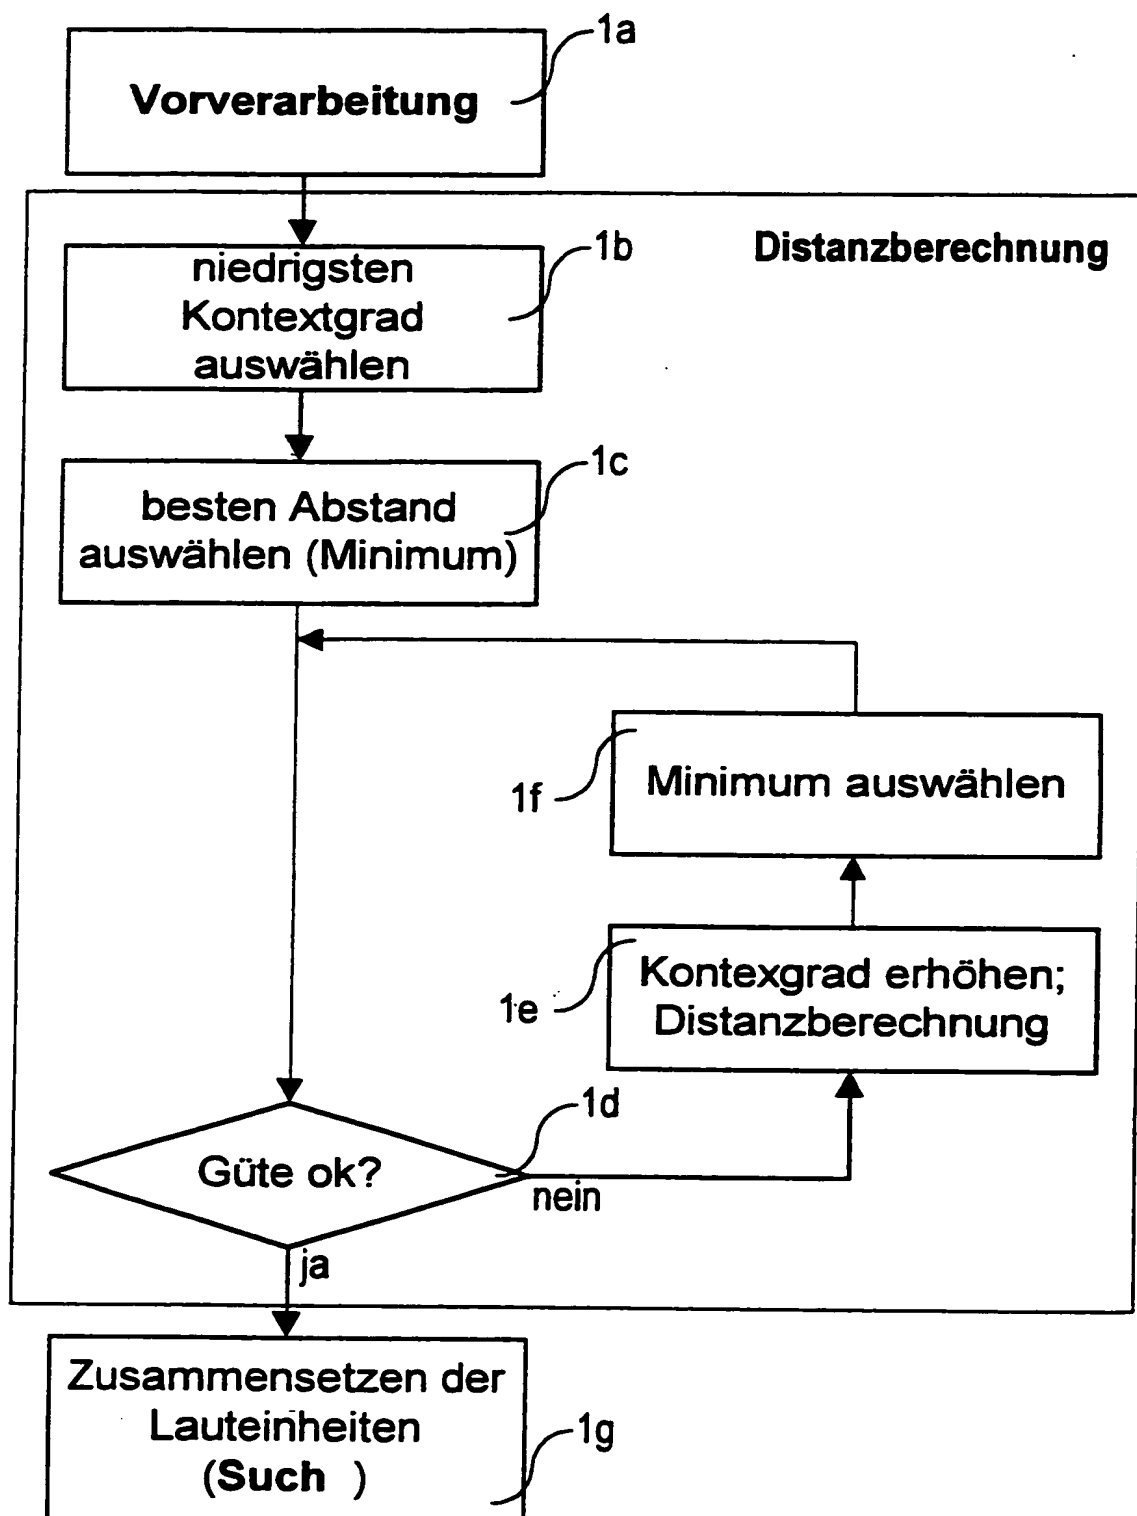 1a
Vorverarbeitung
1b
Distanzberechnung
niedrigsten
Kontextgrad
auswählen
1c
besten Abstand
auswählen (Minimum)
1f
Minimum auswählen
1e
Kontexgrad erhöhen;
Distanzberechnung
1d
Güte ok?
nein
ja
Zusammensetzen der
Lauteinheiten
(Such )
1g